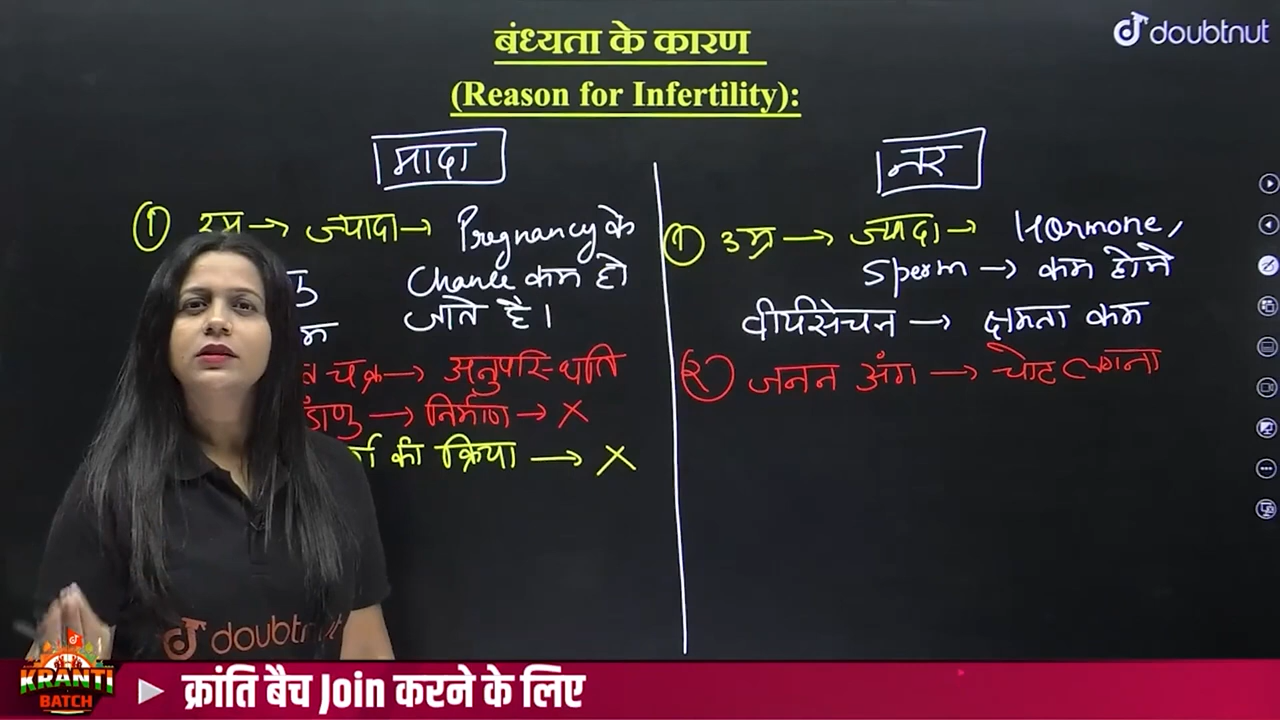 बंध्यता के कारण
(Reason for Infertility):
doubtnut
मादा
① उम्र → ज्यादा → Pregnancy के
Chance कम हो
जाते है।
चक्र → अनुपस्थिति
→ निर्माण → X
की क्रिया → X
नर
① उम्र → ज्यादा → Hormone,
Sperm → कम होने
वीर्यसेचन → क्षमता कम
② जनन अंग → चोट लगना
doubtnut
KRANTI
BATCH
क्रांति बैच Join करने के लिए